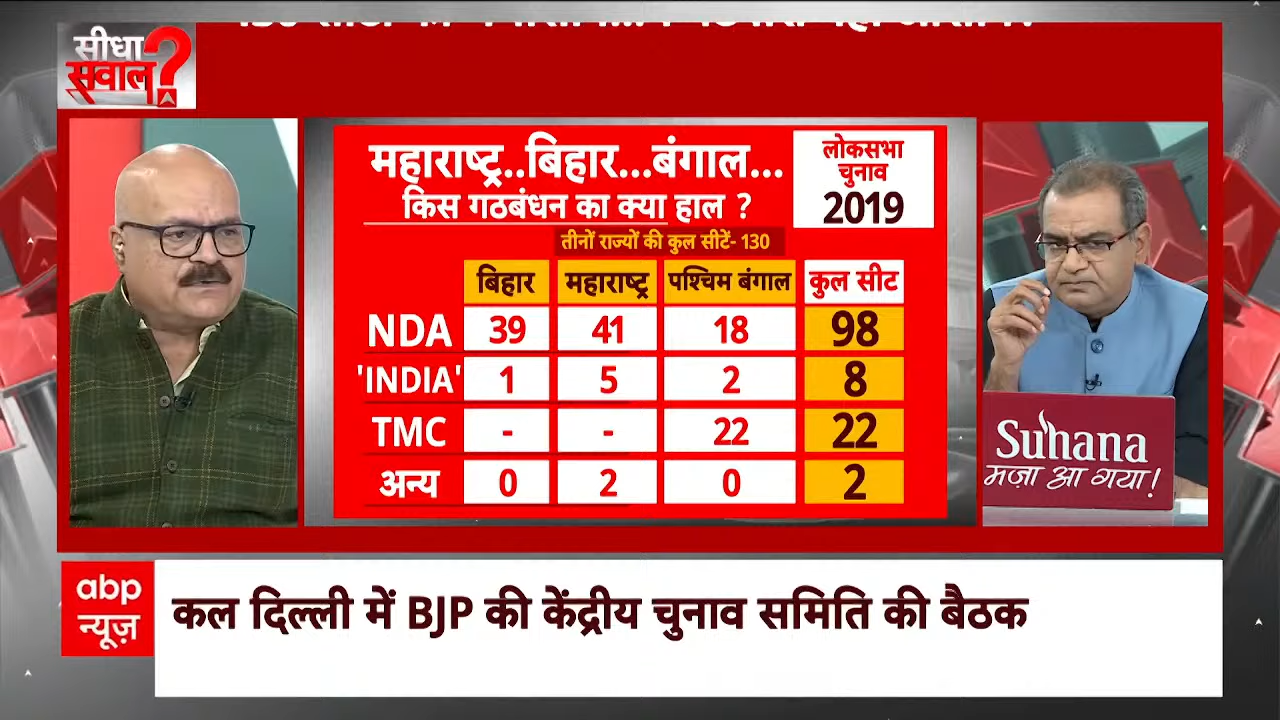 सीधा
सवाल?
महाराष्ट्र..बिहार...बंगाल...
किस गठबंधन का क्या हाल ?
लोकसभा
चुनाव
2019
तीनों राज्यों की कुल सीटें- 130
बिहार महाराष्ट्र पश्चिम बंगाल कुल सीट
NDA 39 41 18 98
'INDIA' 1 5 2 8
TMC - - 22 22
अन्य 0 2 0 2
Suhana
मज़ा आ गया!
abp
न्यूज़
कल दिल्ली में BJP की केंद्रीय चुनाव समिति की बैठक